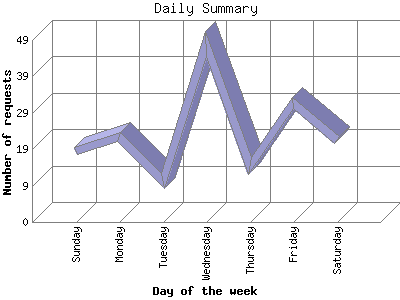 Daily Summary
Number of requests
49
39
29
19
9
0
Sunday
Monday
Tuesday
Wednesday
Thursday
Friday
Saturday
Day of the week